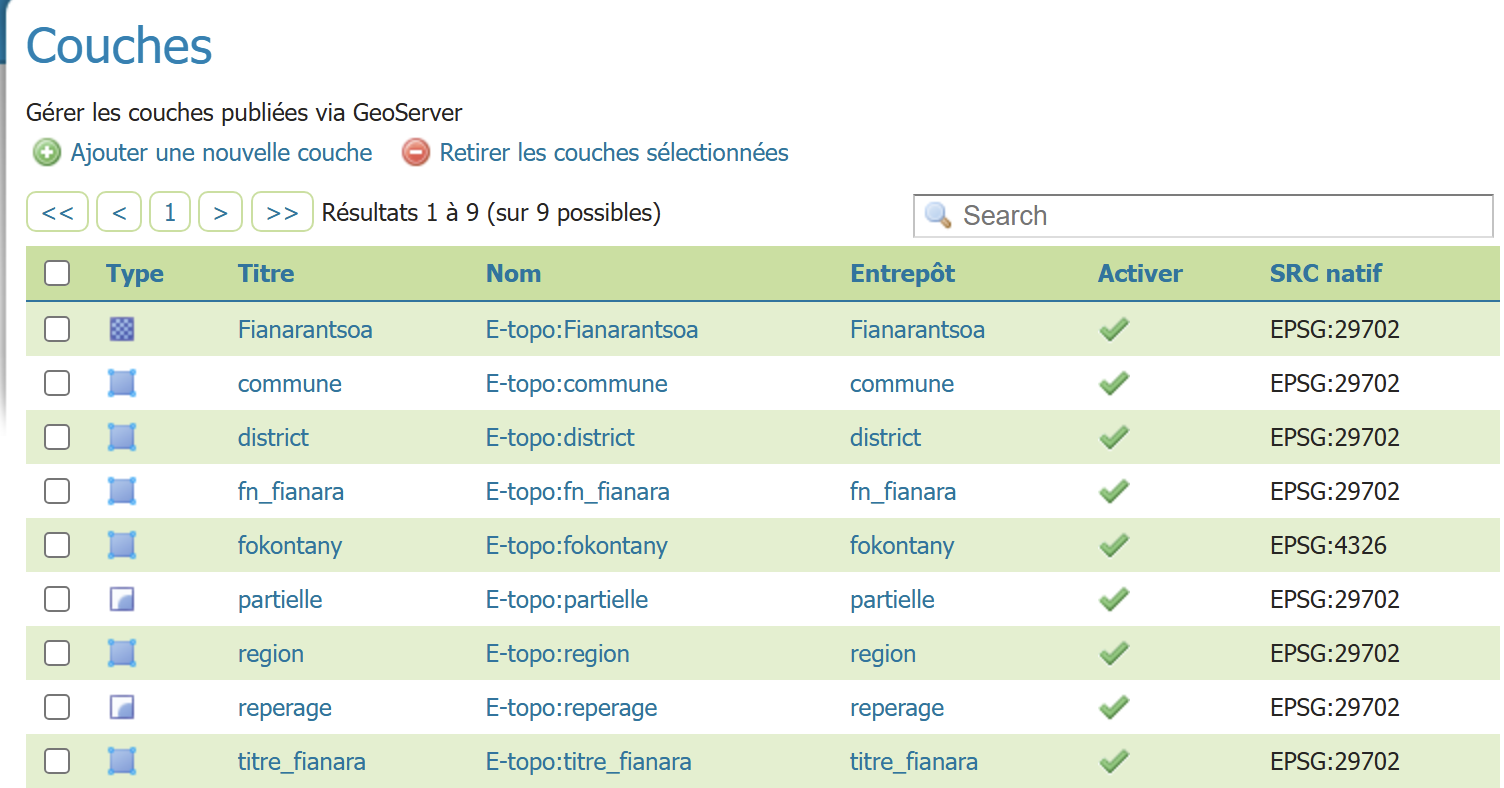 Couches
Gérer les couches publiées via GeoServer
Ajouter une nouvelle couche Retirer les couches sélectionnées
<< < 1 > >> Résultats 1 à 9 (sur 9 possibles) Search
Type Titre Nom Entrepôt Activer SRC natif
Fianarantsoa E-topo:Fianarantsoa Fianarantsoa EPSG:29702
commune E-topo:commune commune EPSG:29702
district E-topo:district district EPSG:29702
fn_fianara E-topo:fn_fianara fn_fianara EPSG:29702
fokontany E-topo:fokontany fokontany EPSG:4326
partielle E-topo:partielle partielle EPSG:29702
region E-topo:region region EPSG:29702
reperage E-topo:reperage reperage EPSG:29702
titre_fianara E-topo:titre_fianara titre_fianara EPSG:29702